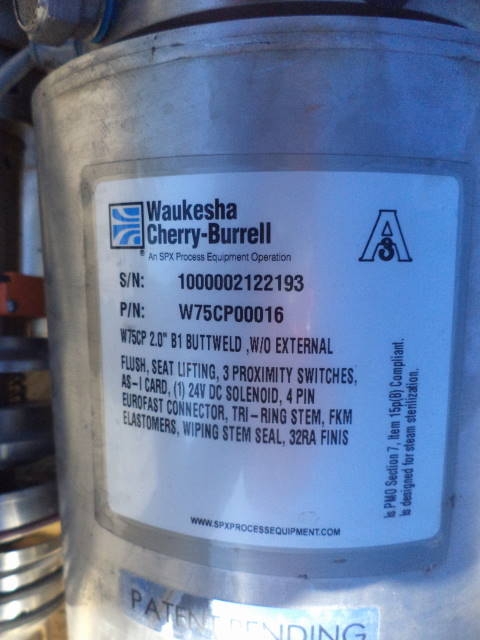 Waukesha
Cherry-Burrell
An SPX Process Equipment Operation
A3
S/N: 1000002122193
P/N: W75CP00016
W75CP 2.0" B1 BUTTWELD ,W/O EXTERNAL
FLUSH, SEAT LIFTING, 3 PROXIMITY SWITCHES,
AS-I CARD, (1) 24V DC SOLENOID, 4 PIN
EUROFAST CONNECTOR, TRI-RING STEM, FKM
ELASTOMERS, WIPING STEM SEAL, 32RA FINIS
Is PMO Section 7, Item 15p(B) Compliant.
Is designed for steam sterilization.
WWW.SPXPROCESSEQUIPMENT.COM
PATENT PENDING